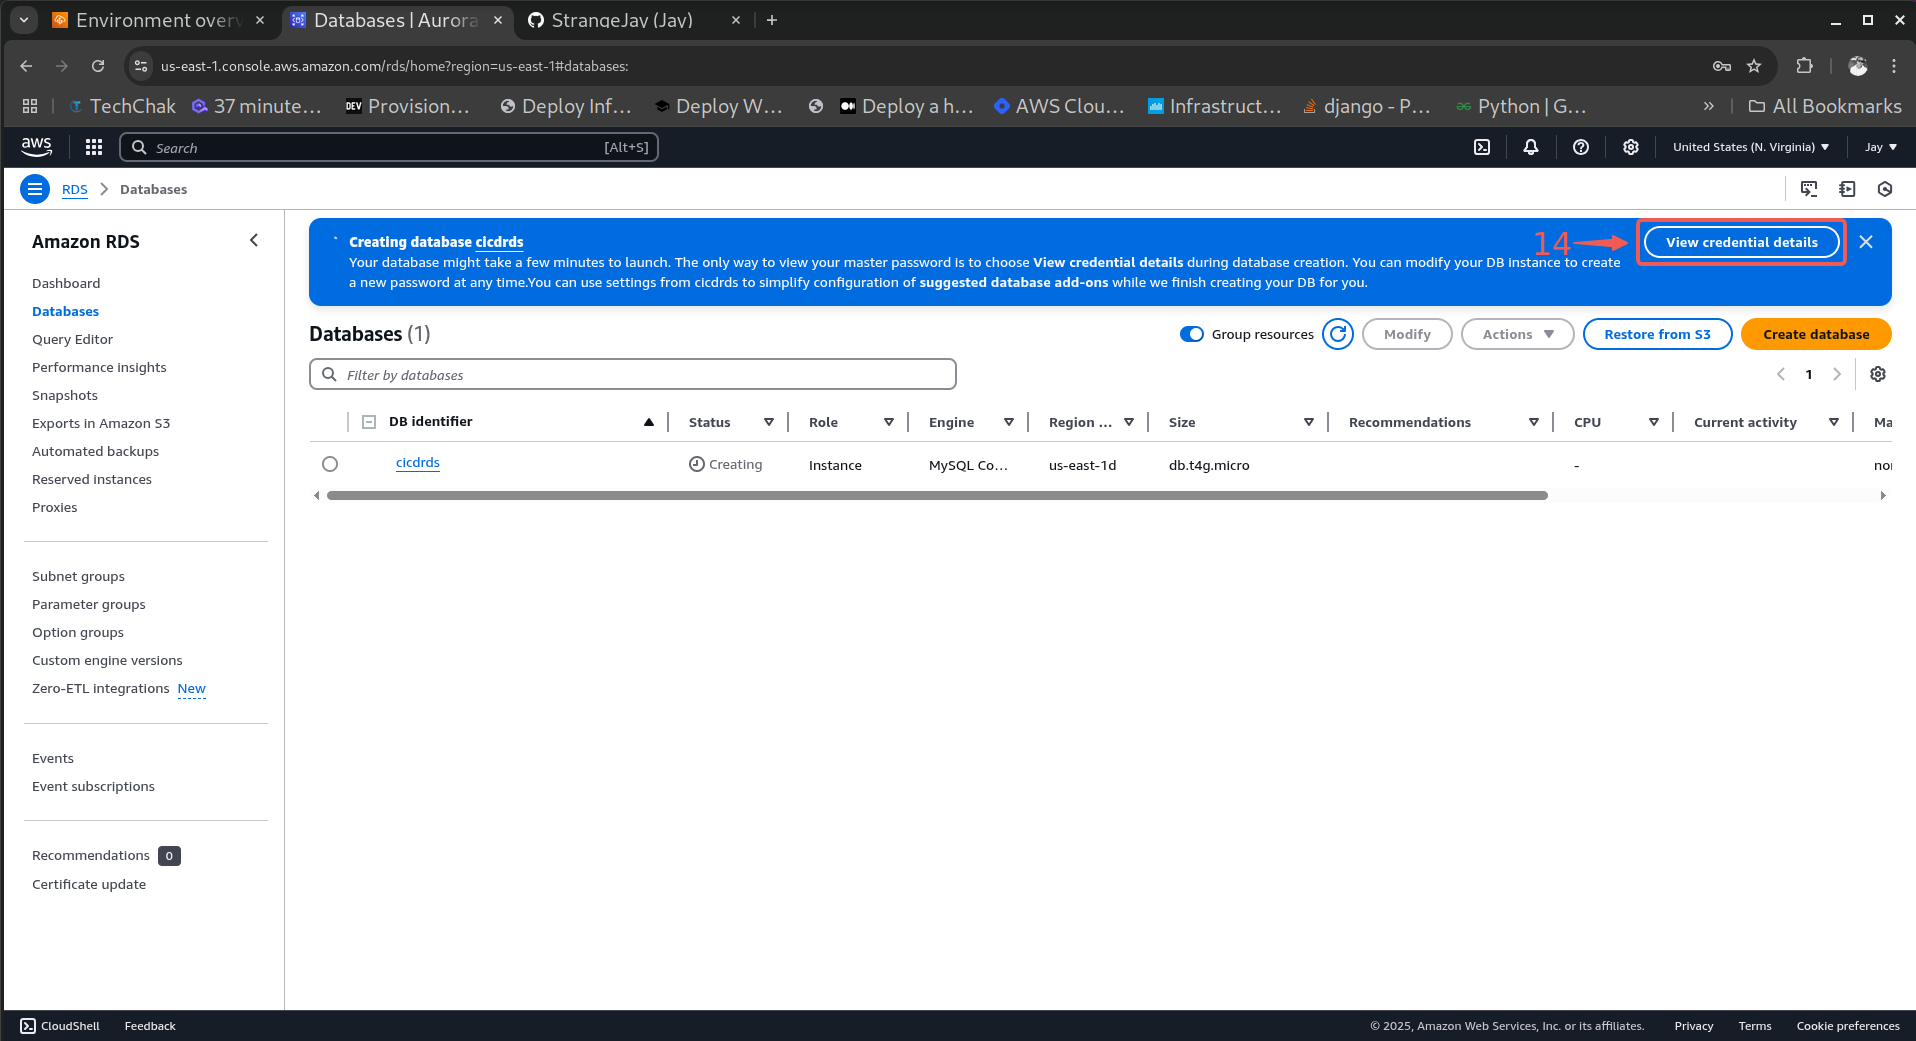 Environment over
Databases | Aurora
StrangeJay (Jay)
us-east-1.console.aws.amazon.com/rds/home?region=us-east-1#databases:
TechChak
37 minute...
DEV Provision...
Deploy Inf...
Deploy W...
Deploy a h...
AWS Clou...
Infrastruct...
django - P...
Python | G...
» All Bookmarks
aws
Search [Alt+S]
United States (N. Virginia)
Jay
RDS > Databases
Amazon RDS
Dashboard
Databases
Query Editor
Performance insights
Snapshots
Exports in Amazon S3
Automated backups
Reserved instances
Proxies
Subnet groups
Parameter groups
Option groups
Custom engine versions
Zero-ETL integrations New
Events
Event subscriptions
Recommendations 0
Certificate update
Creating database cicdrds
Your database might take a few minutes to launch. The only way to view your master password is to choose View credential details during database creation. You can modify your DB instance to create
a new password at any time.You can use settings from cicdrds to simplify configuration of suggested database add-ons while we finish creating your DB for you.
14
View credential details
Databases (1)
Group resources
Modify
Actions
Restore from S3
Create database
Filter by databases
1
DB identifier Status Role Engine Region ... Size Recommendations CPU Current activity Ma
cicdrds Creating Instance MySQL Co... us-east-1d db.t4g.micro - nor
CloudShell Feedback © 2025, Amazon Web Services, Inc. or its affiliates. Privacy Terms Cookie preferences